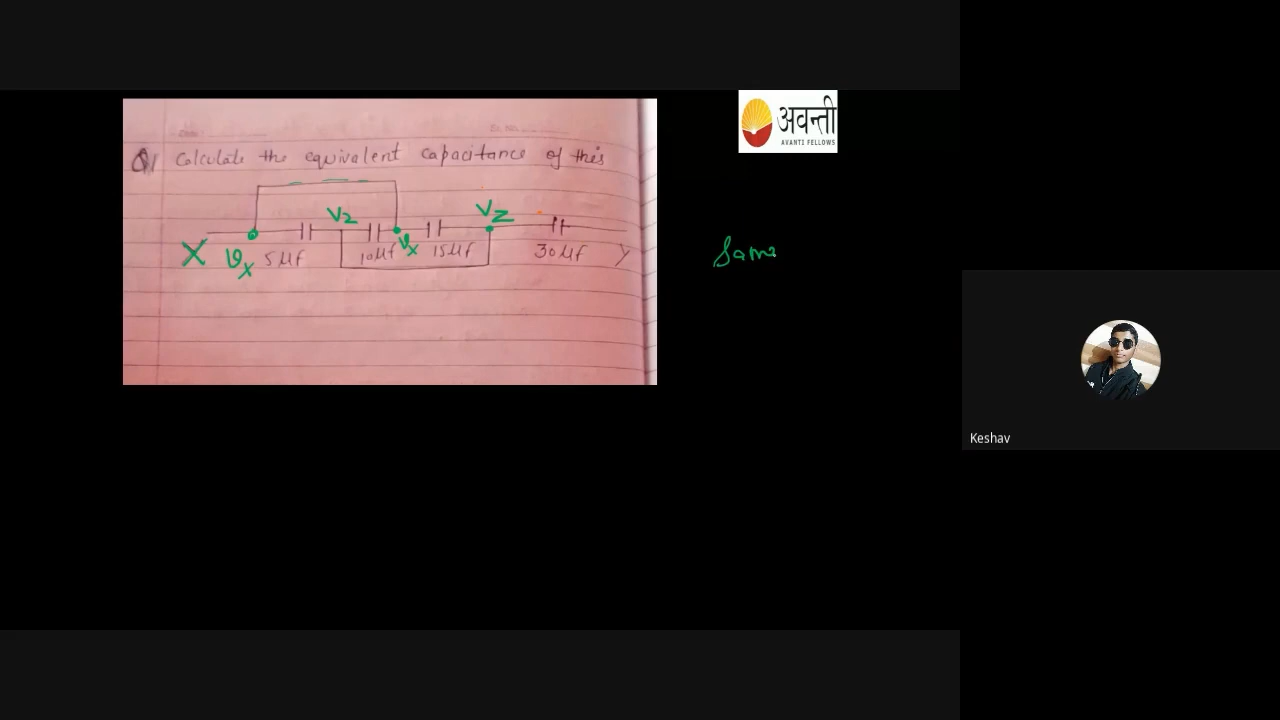 अवन्ती
AVANTI FELLOWS
Q1 Calculate the equivalent capacitance of this
V2
VZ
X
Vx
5μf
10μf
Vx
15μf
30μf
Y
Same
Keshav